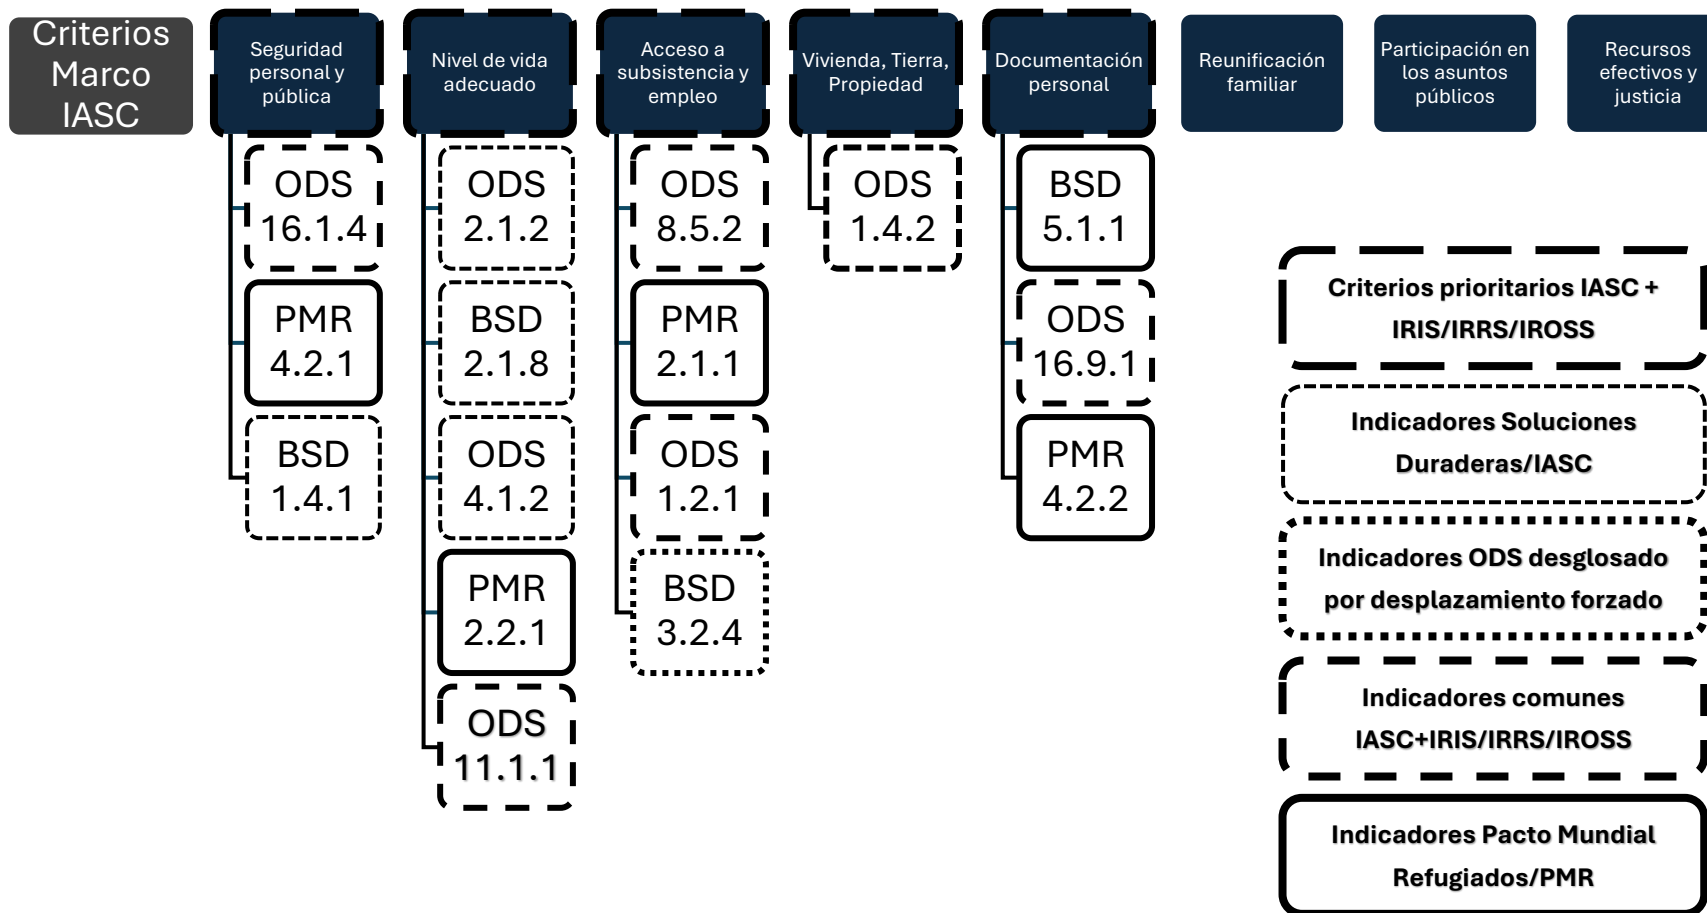 Criterios
Marco
IASC
Seguridad
personal y
pública
Nivel de vida
adecuado
Acceso a
subsistencia y
empleo
Vivienda, Tierra,
Propiedad
Documentación
personal
Reunificación
familiar
Participación en
los asuntos
públicos
Recursos
efectivos y
justicia
ODS
16.1.4
PMR
4.2.1
BSD
1.4.1
ODS
2.1.2
BSD
2.1.8
ODS
4.1.2
PMR
2.2.1
ODS
11.1.1
ODS
8.5.2
PMR
2.1.1
ODS
1.2.1
BSD
3.2.4
ODS
1.4.2
BSD
5.1.1
ODS
16.9.1
PMR
4.2.2
Criterios prioritarios IASC +
IRIS/IRRS/IROSS
Indicadores Soluciones
Duraderas/IASC
Indicadores ODS desglosado
por desplazamiento forzado
Indicadores comunes
IASC+IRIS/IRRS/IROSS
Indicadores Pacto Mundial
Refugiados/PMR